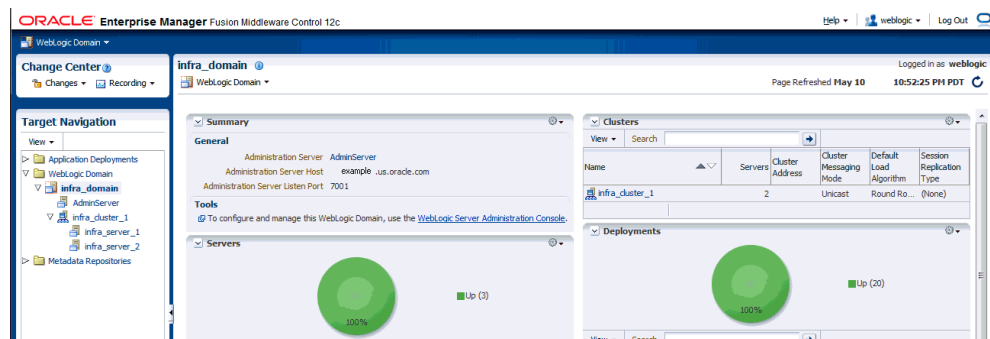 ORACLE Enterprise Manager Fusion Middleware Control 12c
Help weblogic Log Out
WebLogic Domain
Change Center
Changes Recording
infra_domain
Logged in as weblogic
WebLogic Domain
Page Refreshed May 10 10:52:25 PM PDT
Target Navigation
View
Application Deployments
WebLogic Domain
infra_domain
AdminServer
infra_cluster_1
infra_server_1
infra_server_2
Metadata Repositories
Summary
General
Administration Server AdminServer
Administration Server Host example .us.oracle.com
Administration Server Listen Port 7001
Tools
To configure and manage this WebLogic Domain, use the WebLogic Server Administration Console.
Servers
Up (3)
100%
Clusters
View Search
Name Servers Cluster Address Cluster Messaging Mode Default Load Algorithm Session Replication Type
infra_cluster_1 2 Unicast Round Ro... (None)
Deployments
Up (20)
100%
View Search